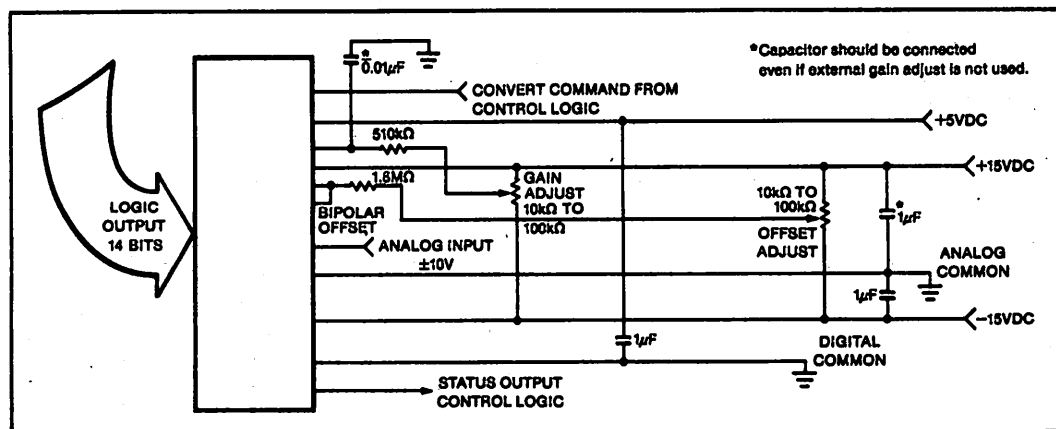 *
0.01µF
*Capacitor should be connected
even if external gain adjust is not used.
CONVERT COMMAND FROM
CONTROL LOGIC
+5VDC
510kΩ
+15VDC
1.8MΩ
GAIN
ADJUST
10kΩ TO
100kΩ
10kΩ TO
100kΩ
OFFSET
ADJUST
*
1µF
LOGIC
OUTPUT
14 BITS
BIPOLAR
OFFSET
ANALOG INPUT
±10V
ANALOG
COMMON
1µF
-15VDC
1µF
DIGITAL
COMMON
STATUS OUTPUT
CONTROL LOGIC